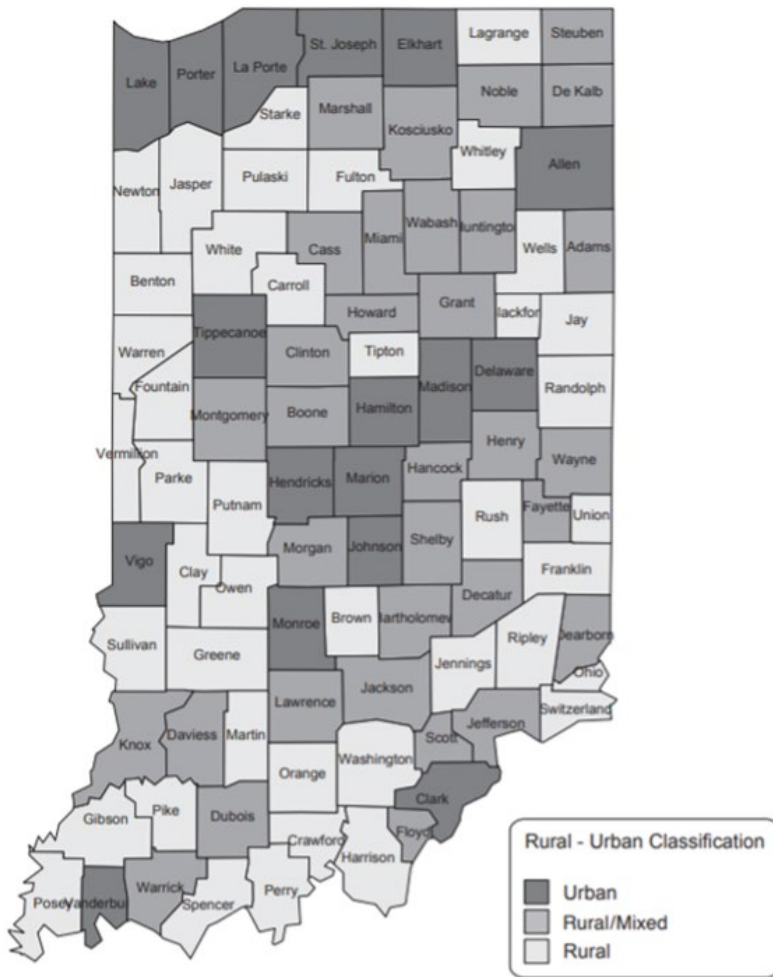 St. Joseph
Elkhart
Lagrange
Steuben
Lake
Porter
La Porte
Noble
De Kalb
Starke
Marshall
Kosciusko
Whitley
Allen
Newton
Jasper
Pulaski
Fulton
White
Cass
Miami
Wabash
Huntingto
Wells
Adams
Benton
Carroll
Howard
Grant
lackfor
Jay
Warren
Tippecanoe
Clinton
Tipton
Madison
Delaware
Fountain
Randolph
Montgomery
Boone
Hamilton
Henry
Vermillion
Parke
Putnam
Hendricks
Marion
Hancock
Wayne
Rush
Fayette
Union
Vigo
Clay
Owen
Morgan
Johnson
Shelby
Franklin
Decatur
Sullivan
Greene
Monroe
Brown
Bartholomew
Jennings
Ripley
Dearborn
Ohio
Knox
Daviess
Martin
Lawrence
Jackson
Switzerland
Jefferson
Scott
Orange
Washington
Clark
Gibson
Pike
Dubois
Crawford
Floyd
Harrison
Posey
Vanderbu
Warrick
Spencer
Perry
Rural - Urban Classification
Urban
Rural/Mixed
Rural